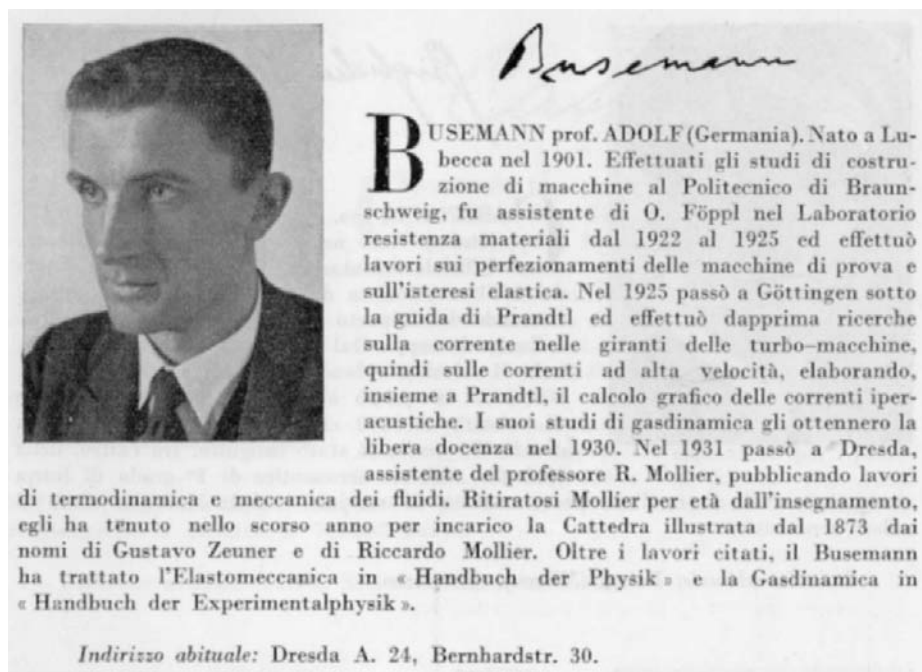 Busemann
BUSEMANN prof. ADOLF (Germania). Nato a Lu-
becca nel 1901. Effettuati gli studi di costru-
zione di macchine al Politecnico di Braun-
schweig, fu assistente di O. Föppl nel Laboratorio
resistenza materiali dal 1922 al 1925 ed effettuò
lavori sui perfezionamenti delle macchine di prova e
sull'isteresi elastica. Nel 1925 passò a Göttingen sotto
la guida di Prandtl ed effettuò dapprima ricerche
sulla corrente nelle giranti delle turbo-macchine,
quindi sulle correnti ad alta velocità, elaborando,
insieme a Prandtl, il calcolo grafico delle correnti iper-
acustiche. I suoi studi di gasdinamica gli ottennero la
libera docenza nel 1930. Nel 1931 passò a Dresda,
assistente del professore R. Mollier, pubblicando lavori
di termodinamica e meccanica dei fluidi. Ritiratosi Mollier per età dall'insegnamento,
egli ha tenuto nello scorso anno per incarico la Cattedra illustrata dal 1873 dai
nomi di Gustavo Zeuner e di Riccardo Mollier. Oltre i lavori citati, il Busemann
ha trattato l'Elastomeccanica in « Handbuch der Physik » e la Gasdinamica in
« Handbuch der Experimentalphysik ».
Indirizzo abituale: Dresda A. 24, Bernhardstr. 30.